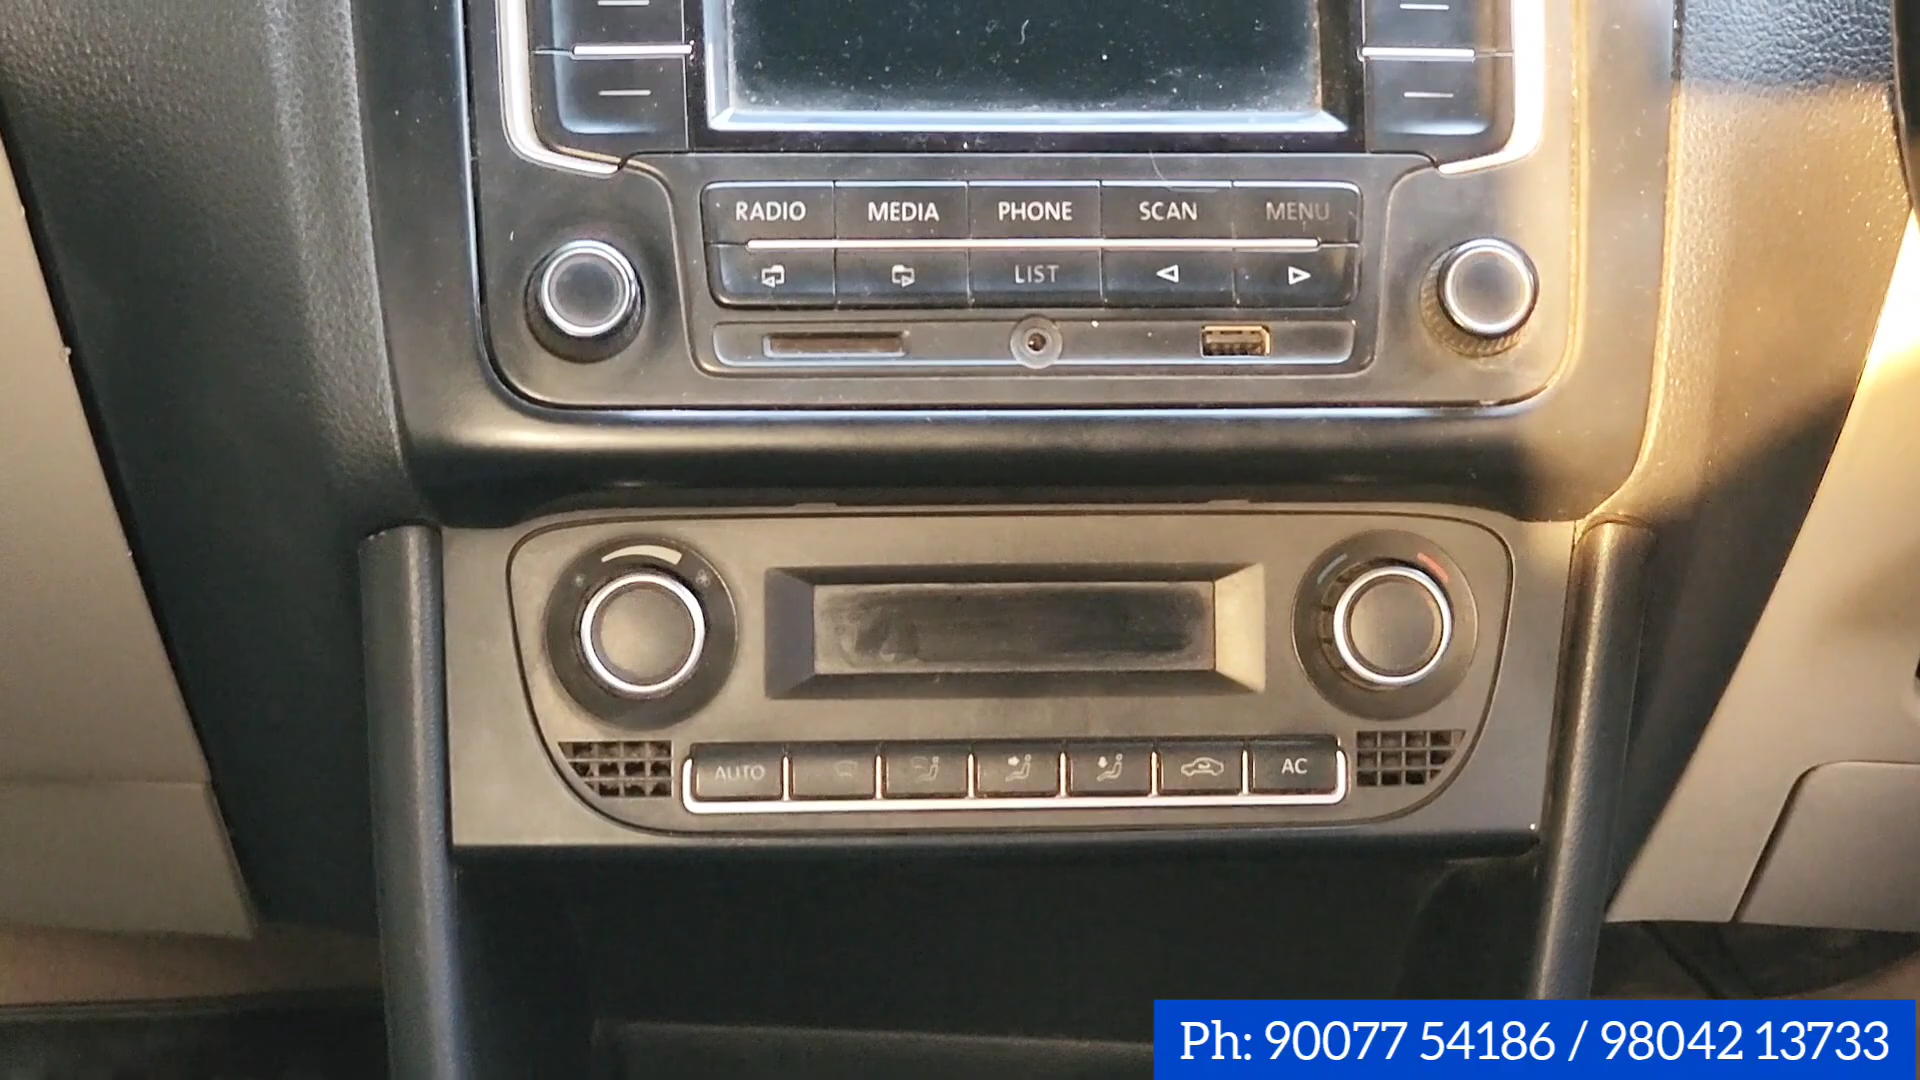 RADIO MEDIA PHONE SCAN MENU
LIST
AUTO AC
Ph: 90077 54186 / 98042 13733